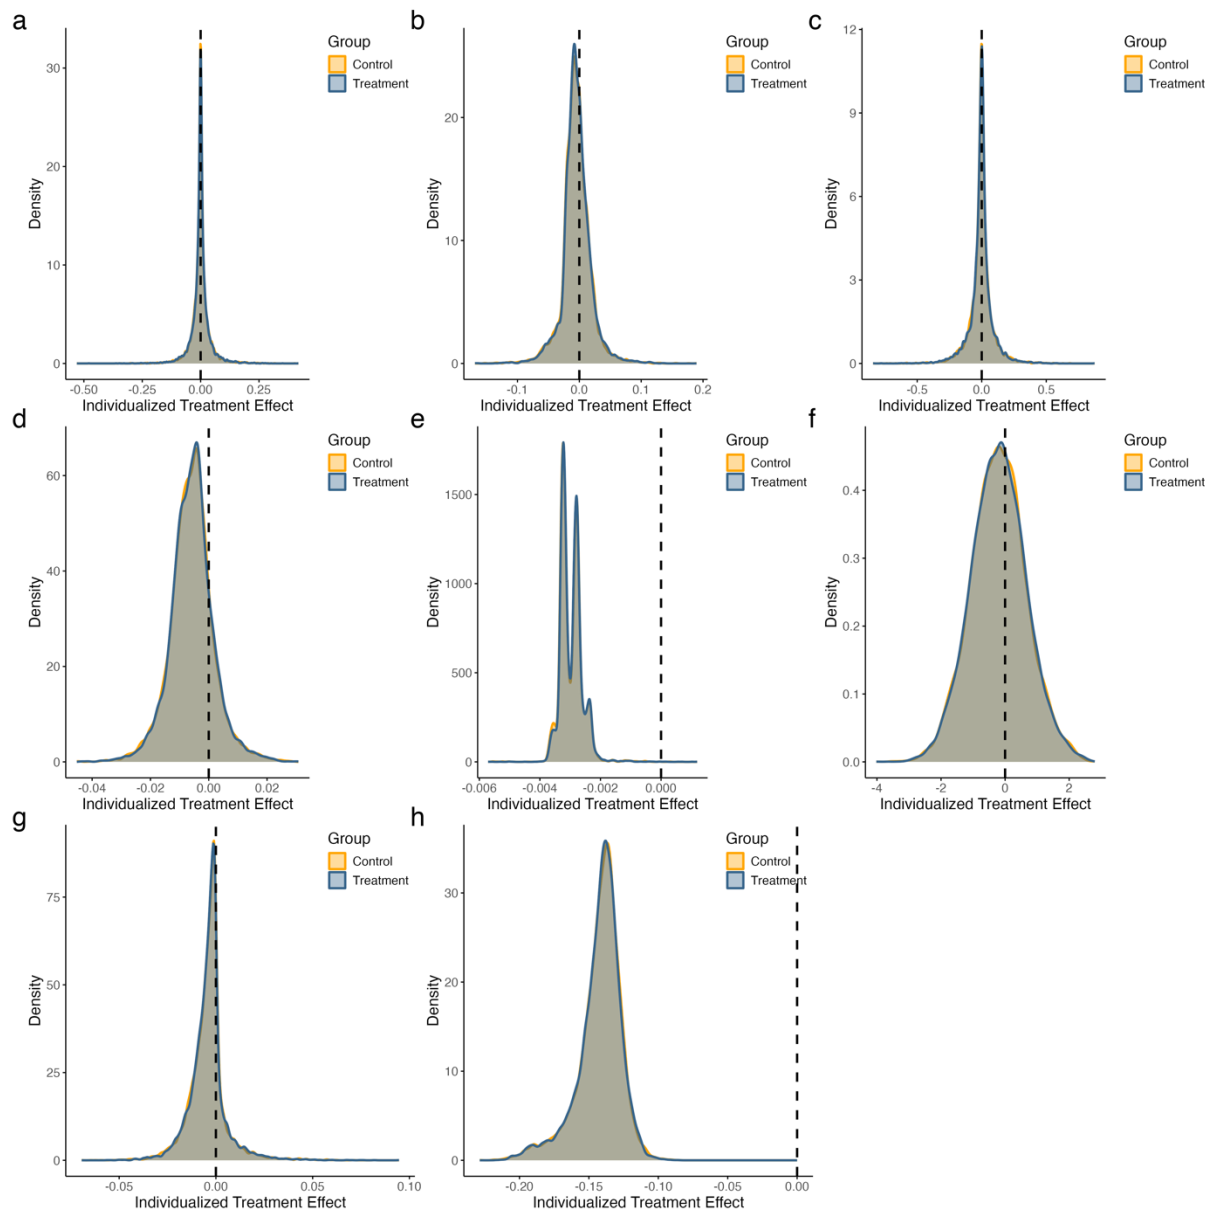 a
Group
Control
Treatment
30
20
10
0
Density
-0.50
-0.25
0.00
0.25
Individualized Treatment Effect
b
Group
Control
Treatment
20
10
0
Density
-0.1
0.0
0.1
0.2
Individualized Treatment Effect
c
Group
Control
Treatment
12
9
6
3
0
Density
-0.5
0.0
0.5
Individualized Treatment Effect
d
Group
Control
Treatment
60
40
20
0
Density
-0.04
-0.02
0.00
0.02
Individualized Treatment Effect
e
Group
Control
Treatment
1500
1000
500
0
Density
-0.006
-0.004
-0.002
0.000
Individualized Treatment Effect
f
Group
Control
Treatment
0.4
0.3
0.2
0.1
0.0
Density
-4
-2
0
2
Individualized Treatment Effect
g
Group
Control
Treatment
75
50
25
0
Density
-0.05
0.00
0.05
0.10
Individualized Treatment Effect
h
Group
Control
Treatment
30
20
10
0
Density
-0.20
-0.15
-0.10
-0.05
0.00
Individualized Treatment Effect